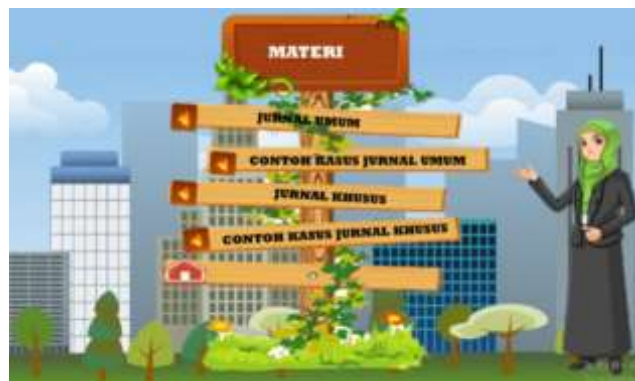 MATERI
JURNAL UMUM
CONTOH KASUS JURNAL UMUM
JURNAL KHUSUS
CONTOH KASUS JURNAL KHUSUS